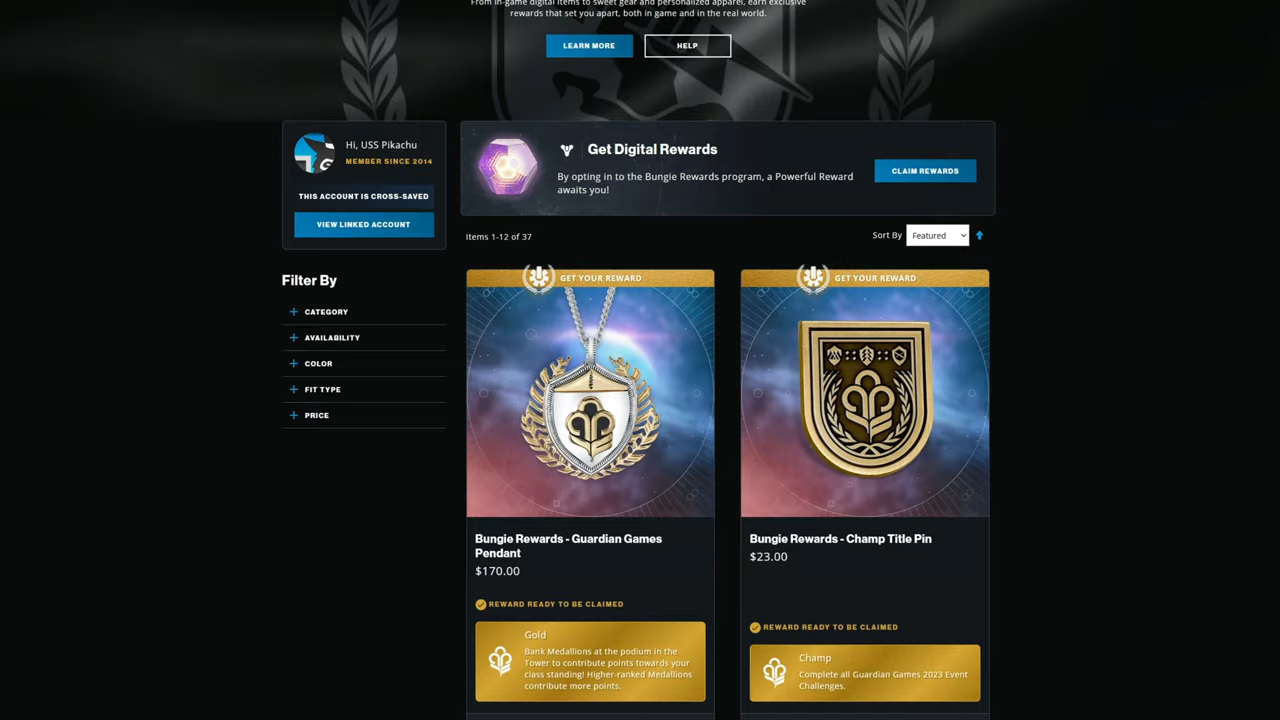 From in-game digital items to sweet gear and personalized apparel, earn exclusive
rewards that set you apart, both in game and in the real world.
LEARN MORE
HELP
Hi, USS Pikachu
MEMBER SINCE 2014
THIS ACCOUNT IS CROSS-SAVED
VIEW LINKED ACCOUNT
Get Digital Rewards
By opting in to the Bungie Rewards program, a Powerful Reward
awaits you!
CLAIM REWARDS
Items 1-12 of 37
Sort By
Featured
Filter By
CATEGORY
AVAILABILITY
COLOR
FIT TYPE
PRICE
GET YOUR REWARD
Bungie Rewards - Guardian Games
Pendant
$170.00
REWARD READY TO BE CLAIMED
Gold
Bank Medallions at the podium in the
Tower to contribute points towards your
class standing! Higher-ranked Medallions
contribute more points.
GET YOUR REWARD
Bungie Rewards - Champ Title Pin
$23.00
REWARD READY TO BE CLAIMED
Champ
Complete all Guardian Games 2023 Event
Challenges.